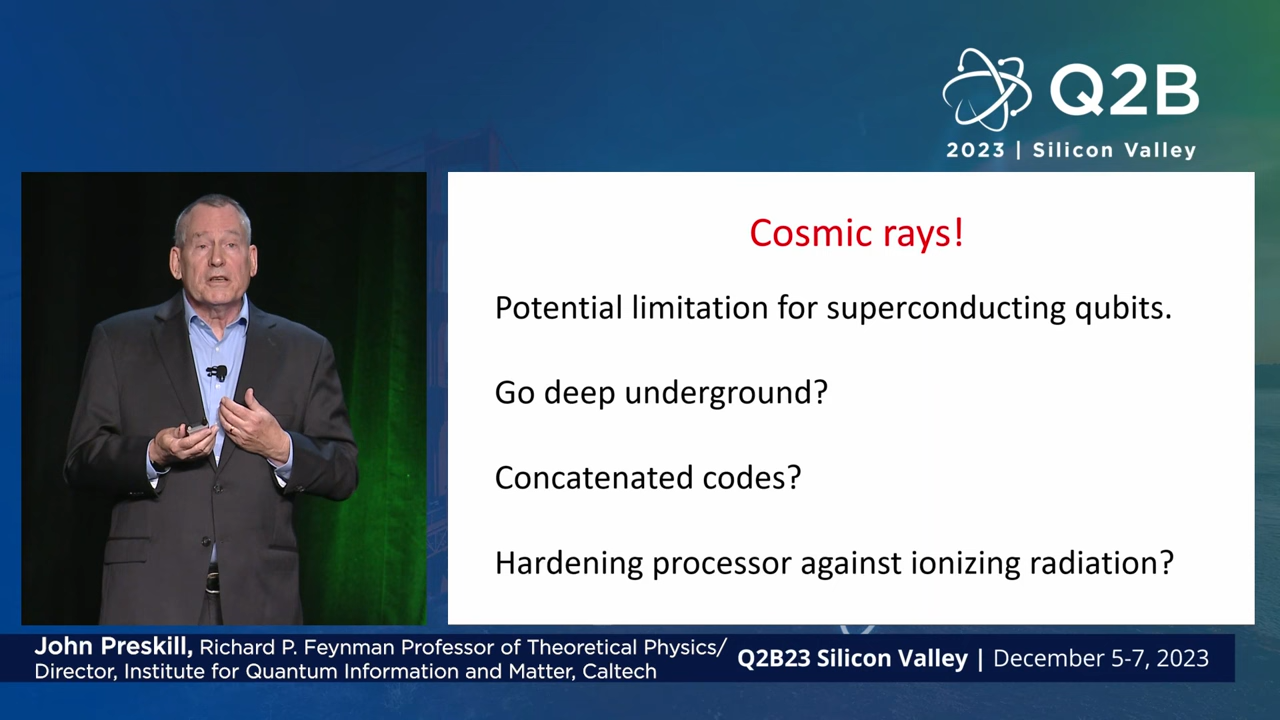 Q2B
2023 | Silicon Valley
Cosmic rays!
Potential limitation for superconducting qubits.
Go deep underground?
Concatenated codes?
Hardening processor against ionizing radiation?
John Preskill, Richard P. Feynman Professor of Theoretical Physics/
Director, Institute for Quantum Information and Matter, Caltech
Q2B23 Silicon Valley | December 5-7, 2023